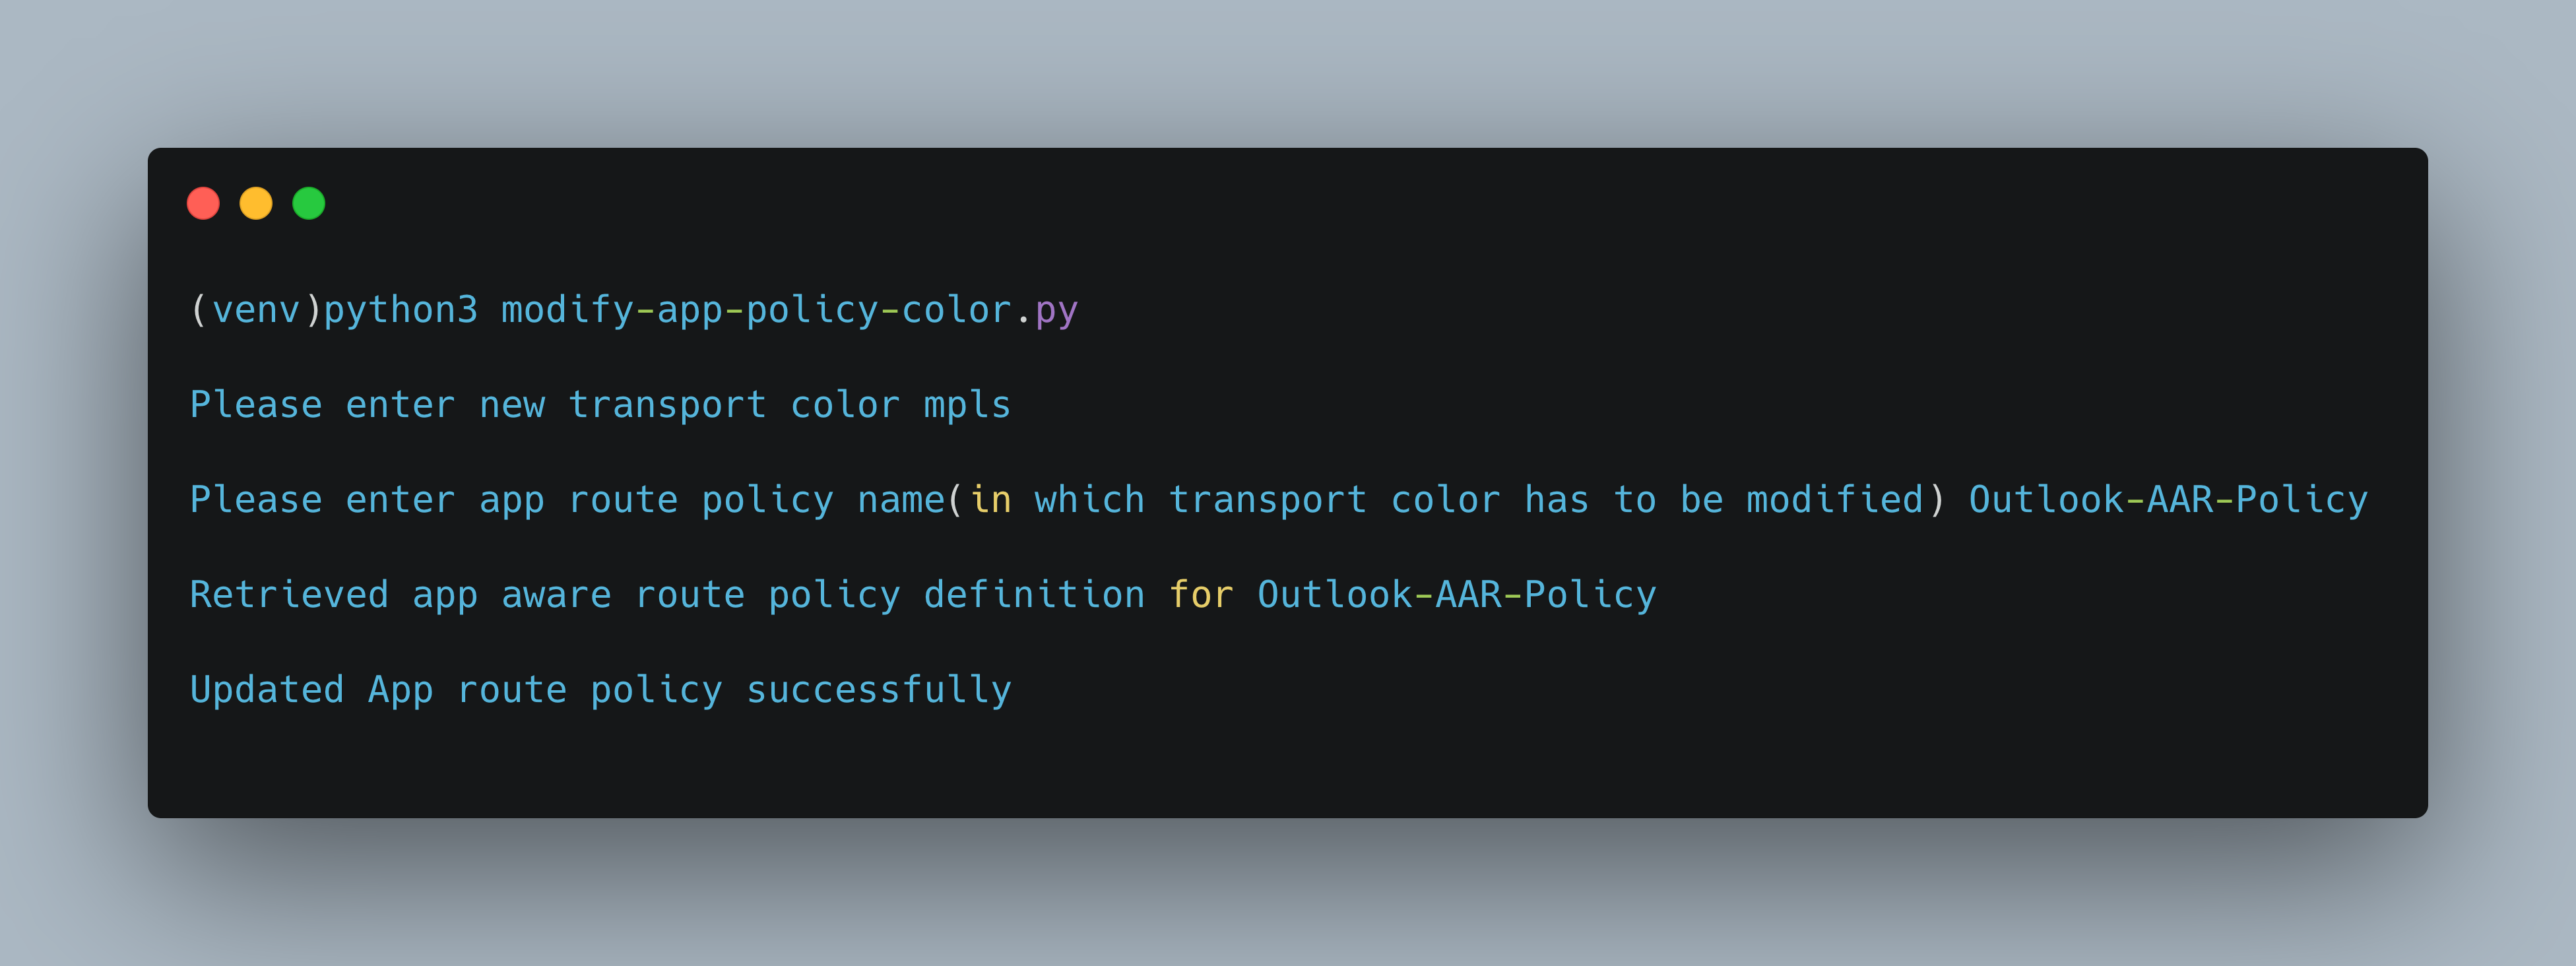 (venv)python3 modify-app-policy-color.py
Please enter new transport color mpls
Please enter app route policy name(in which transport color has to be modified) Outlook-AAR-Policy
Retrieved app aware route policy definition for Outlook-AAR-Policy
Updated App route policy successfully